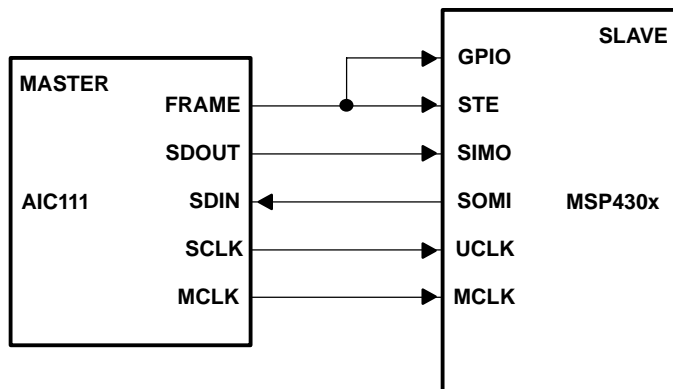 MASTER
FRAME
SDOUT
AIC111
SDIN
SCLK
MCLK
SLAVE
GPIO
STE
SIMO
SOMI
MSP430x
UCLK
MCLK